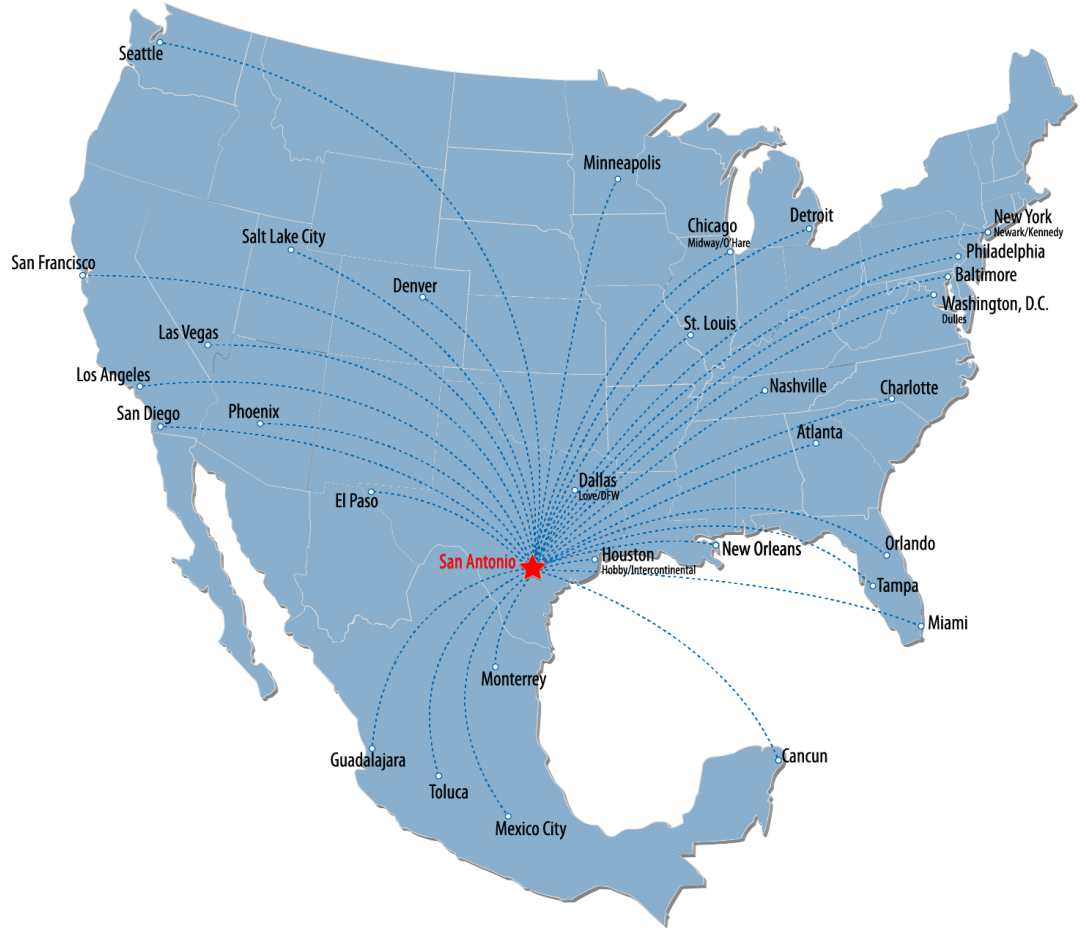 Seattle
Minneapolis
Chicago
Midway/O'Hare
Detroit
New York
Newark/Kennedy
Salt Lake City
Philadelphia
San Francisco
Baltimore
Denver
Washington, D.C.
Dulles
St. Louis
Las Vegas
Los Angeles
Nashville
Charlotte
San Diego
Phoenix
Atlanta
Dallas
Love/DFW
El Paso
Orlando
New Orleans
Houston
Hobby/Intercontinental
San Antonio
Tampa
Miami
Monterrey
Cancun
Guadalajara
Toluca
Mexico City